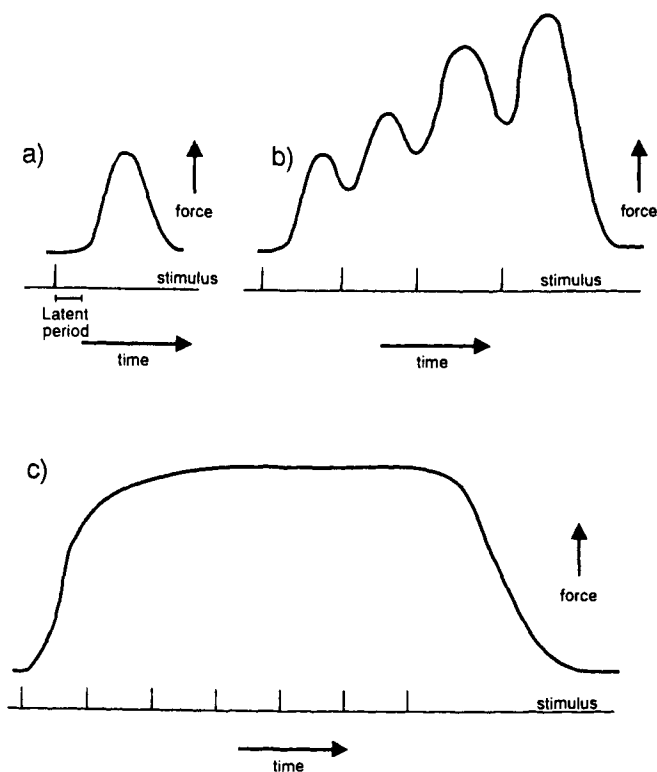 a)
force
stimulus
Latent
period
time
b)
force
stimulus
time
c)
force
stimulus
time